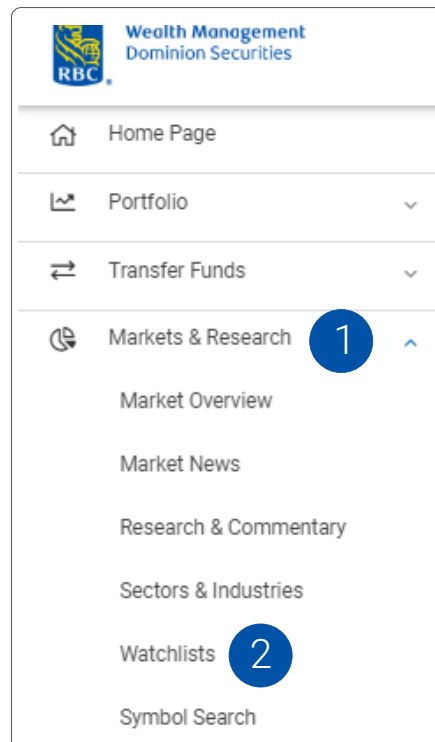 Wealth Management
Dominion Securities
RBC
Home Page
Portfolio
Transfer Funds
Markets & Research 1
Market Overview
Market News
Research & Commentary
Sectors & Industries
Watchlists 2
Symbol Search